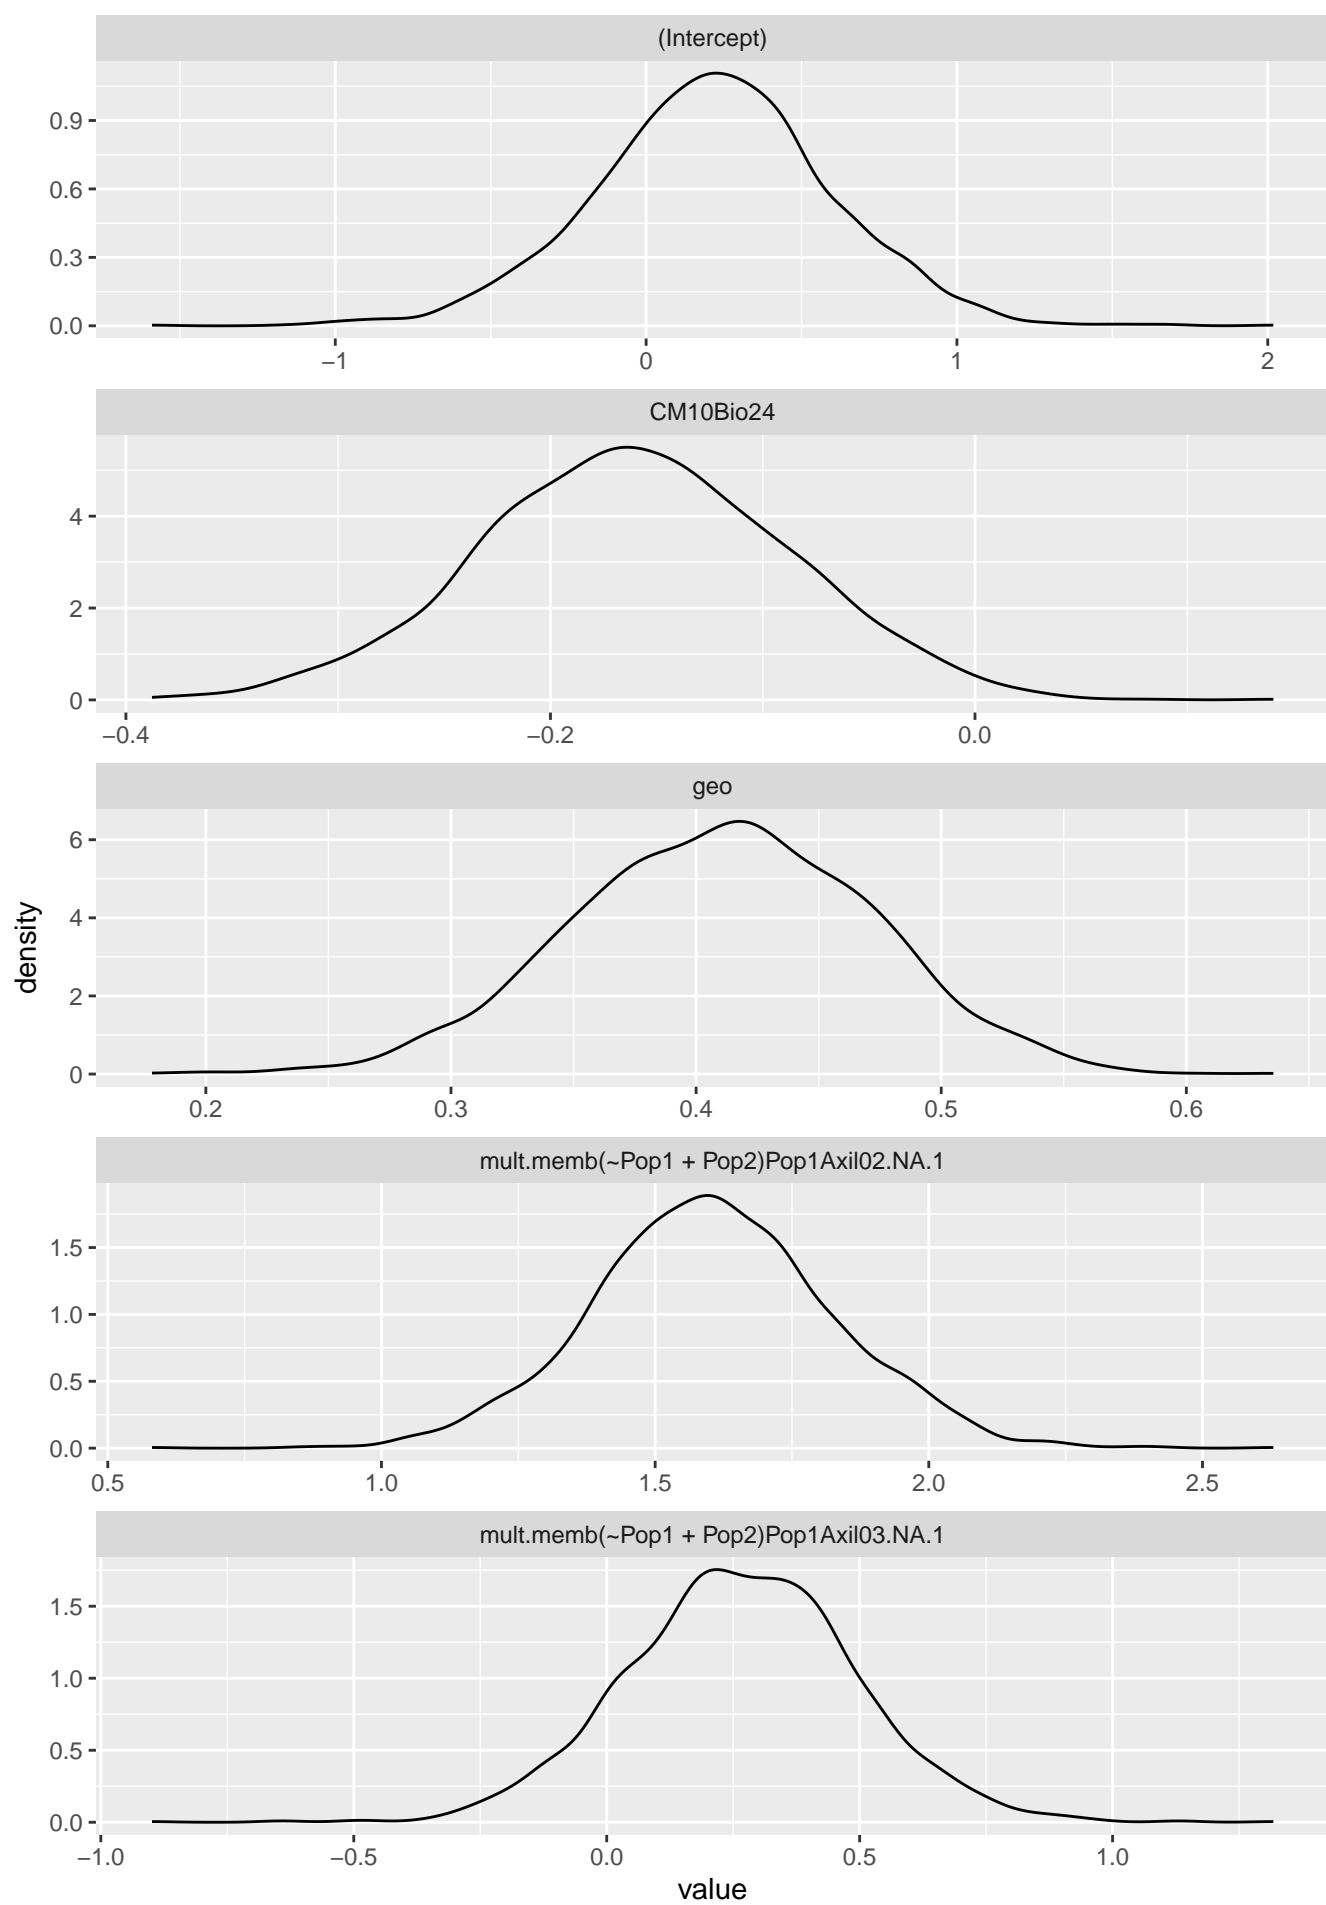 (Intercept)
0.9
0.6
0.3
0.0
−1 0 1 2
CM10Bio24
4
2
0
−0.4 −0.2 0.0
geo
6
4
2
0
0.2 0.3 0.4 0.5 0.6
density
mult.memb(~Pop1 + Pop2)Pop1Axil02.NA.1
1.5
1.0
0.5
0.0
0.5 1.0 1.5 2.0 2.5
mult.memb(~Pop1 + Pop2)Pop1Axil03.NA.1
1.5
1.0
0.5
0.0
−1.0 −0.5 0.0 0.5 1.0
value